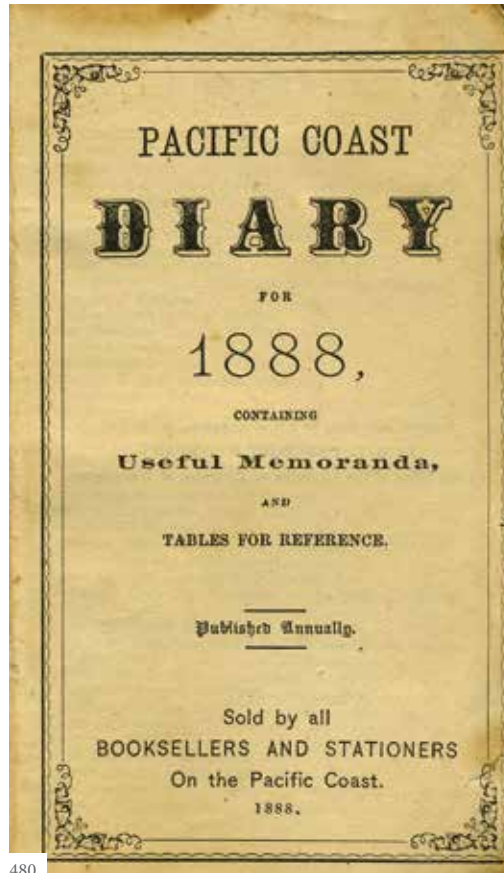 PACIFIC COAST
DIARY
FOR
1888,
CONTAINING
Useful Memoranda,
AND
TABLES FOR REFERENCE.
Published Annually.
Sold by all
BOOKSELLERS AND STATIONERS
On the Pacific Coast.
1888.
480